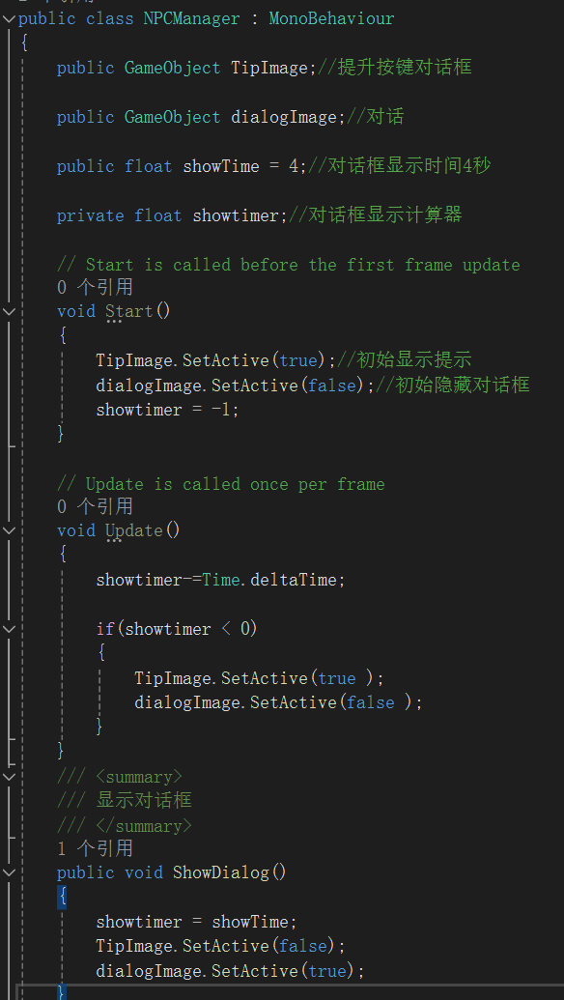 public class NPCManager : MonoBehaviour
{
public GameObject TipImage;//提升按键对话框
public GameObject dialogImage;//对话
public float showTime = 4;//对话框显示时间4秒
private float showtimer;//对话框显示计算器
// Start is called before the first frame update
0 个引用
void Start()
{
TipImage.SetActive(true);//初始显示提示
dialogImage.SetActive(false);//初始隐藏对话框
showtimer = -1;
}
// Update is called once per frame
0 个引用
void Update()
{
showtimer-=Time.deltaTime;
if(showtimer < 0)
{
TipImage.SetActive(true );
dialogImage.SetActive(false );
}
}
/// <summary>
/// 显示对话框
/// </summary>
1 个引用
public void ShowDialog()
{
showtimer = showTime;
TipImage.SetActive(false);
dialogImage.SetActive(true);
}